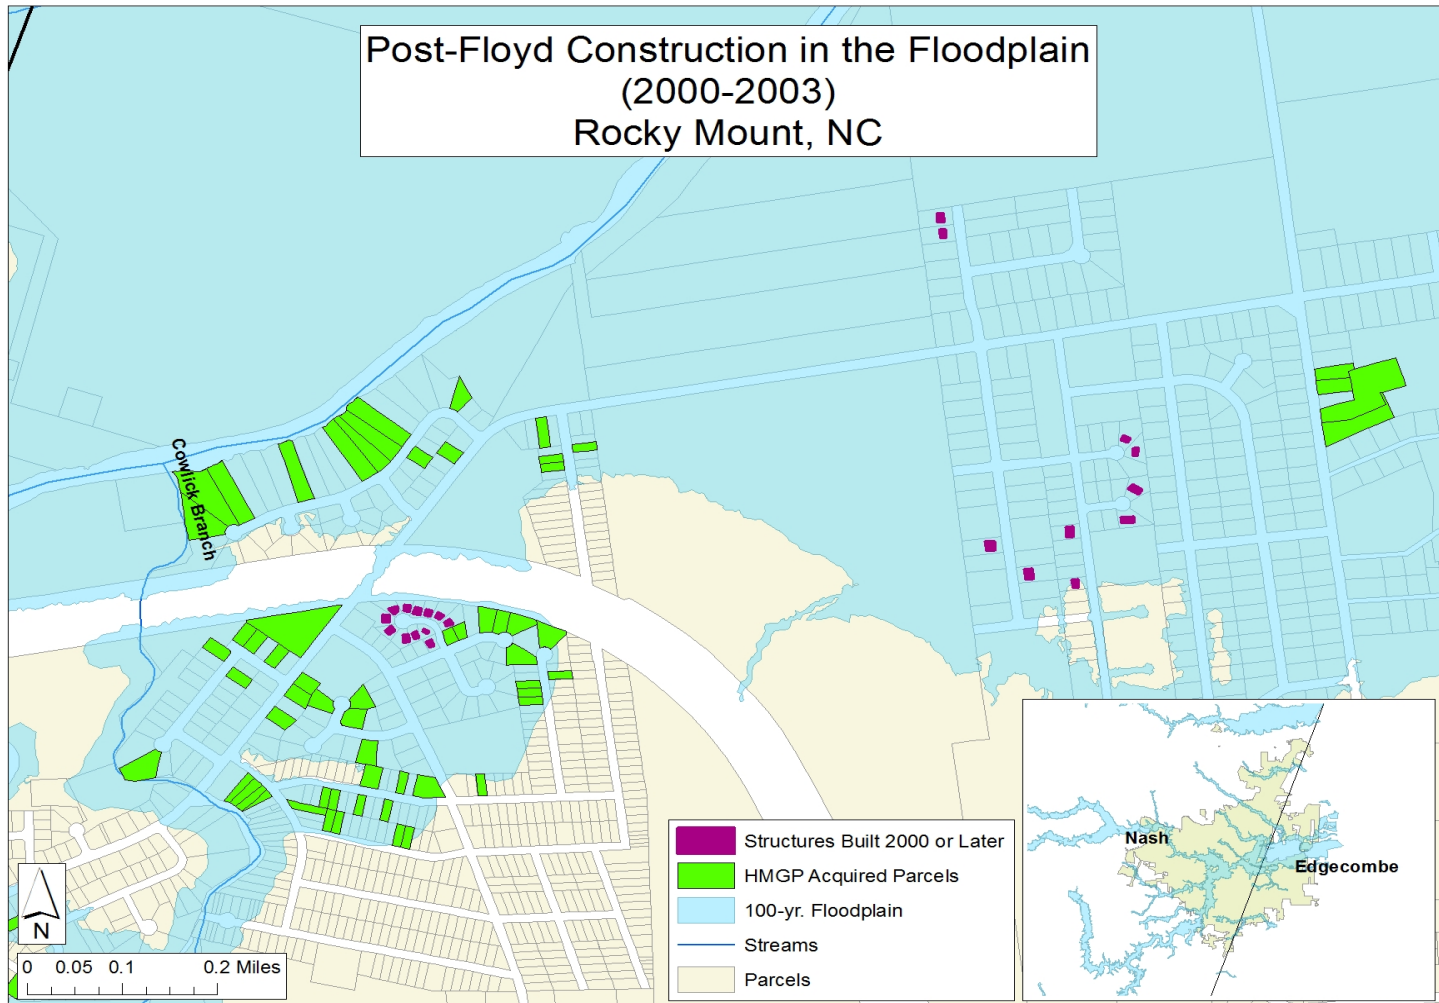 Post-Floyd Construction in the Floodplain
(2000-2003)
Rocky Mount, NC
Cowlick Branch
Structures Built 2000 or Later
HMGP Acquired Parcels
100-yr. Floodplain
Streams
Parcels
Nash
Edgecombe
N
0 0.05 0.1 0.2 Miles